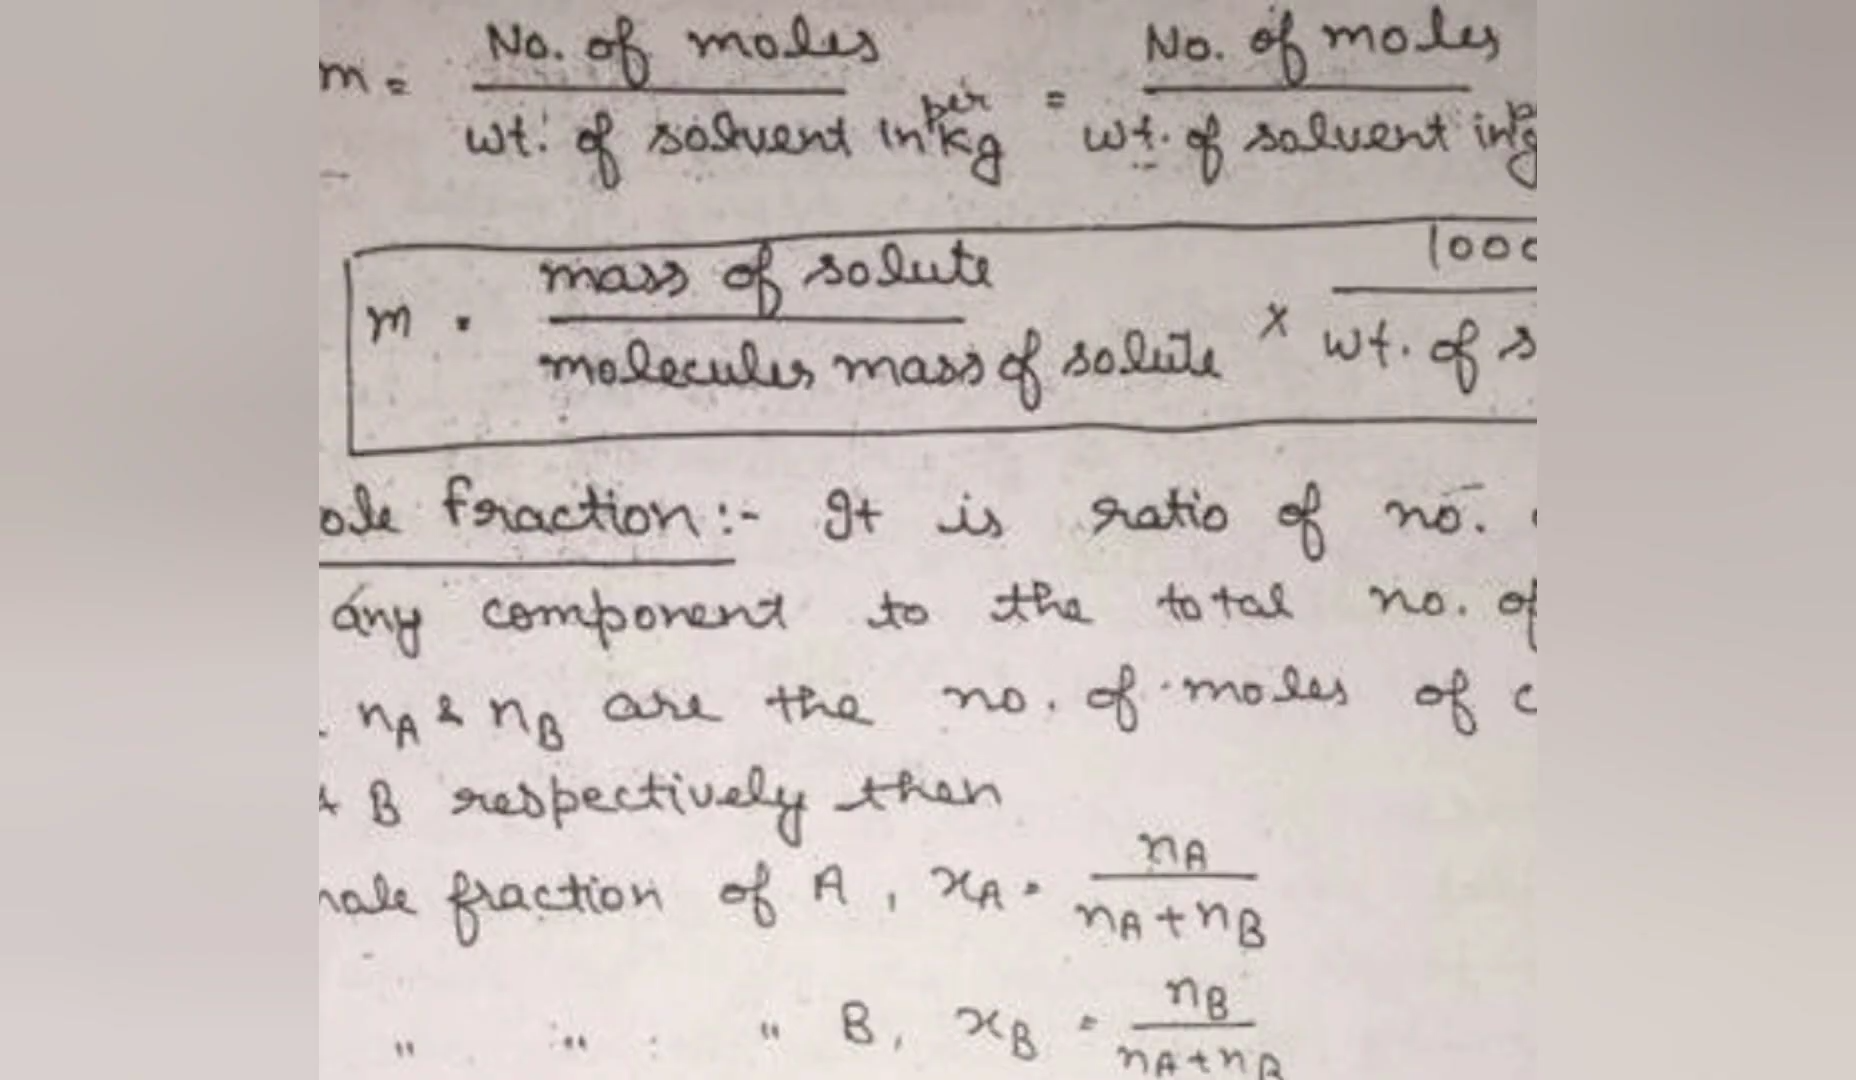 m = No. of moles / wt. of solvent in per kg = No. of moles / wt. of solvent in
m = mass of solute / moleculer mass of solute × 1000 / wt. of s
ole fraction :- It is ratio of no.
any component to the total no. of
nA & nB are the no. of moles of c
B respectively then
mole fraction of A, xA = nA / nA + nB
" " " B, xB = nB / nA + nB